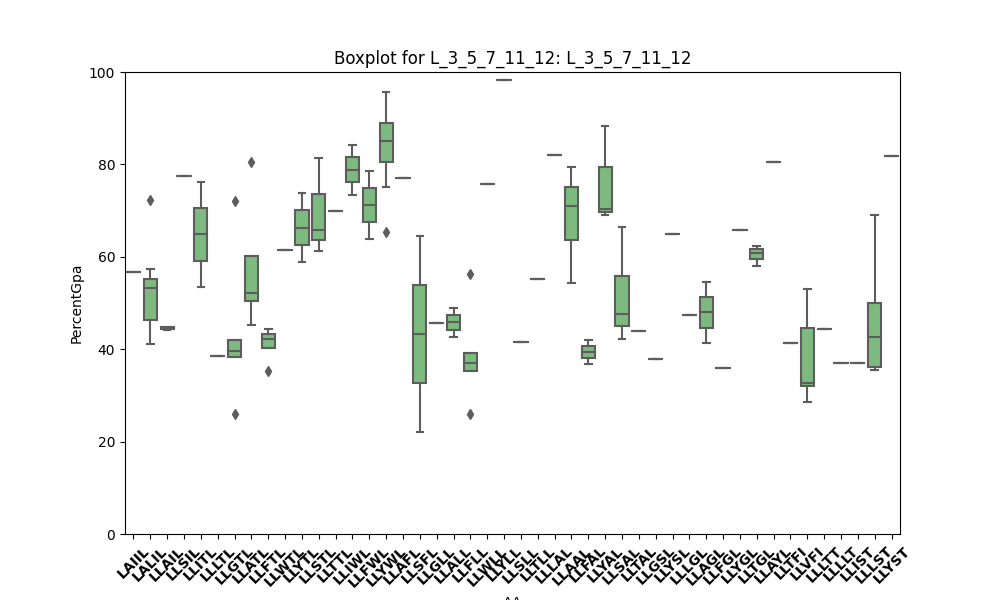 Boxplot for L_3_5_7_11_12: L_3_5_7_11_12
PercentGpa
100
80
60
40
20
0
LAIIL
LALIL
LLAIL
LLSIL
LLITL
LLLTL
LLGTL
LLATL
LLFTL
LLWTL
LLYTL
LLSTL
LLTTL
LLIWL
LLFWL
LLYWL
LLAFL
LLSFL
LLGLL
LLALL
LLFLL
LLWLL
LLYLL
LLSLL
LLTLL
LLLAL
LLAAL
LLFAL
LLYAL
LLSAL
LLTAL
LLGSL
LLYSL
LLLGL
LLAGL
LLFGL
LLYGL
LLTGL
LLAYL
LLTFI
LLVFI
LLLTT
LLLLT
LLIST
LLLST
LLYST
AA